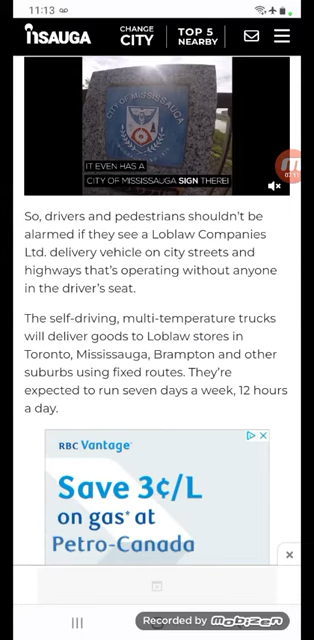 11:13
insauga
CHANGE
CITY
TOP 5
NEARBY
CITY OF MISSISSAUGA
IT EVEN HAS A
CITY OF MISSISSAUGA SIGN THERE!
So, drivers and pedestrians shouldn't be
alarmed if they see a Loblaw Companies
Ltd. delivery vehicle on city streets and
highways that's operating without anyone
in the driver's seat.
The self-driving, multi-temperature trucks
will deliver goods to Loblaw stores in
Toronto, Mississauga, Brampton and other
suburbs using fixed routes. They're
expected to run seven days a week, 12 hours
a day.
RBC Vantage
Save 3¢/L
on gas* at
Petro-Canada
Recorded by mobizen